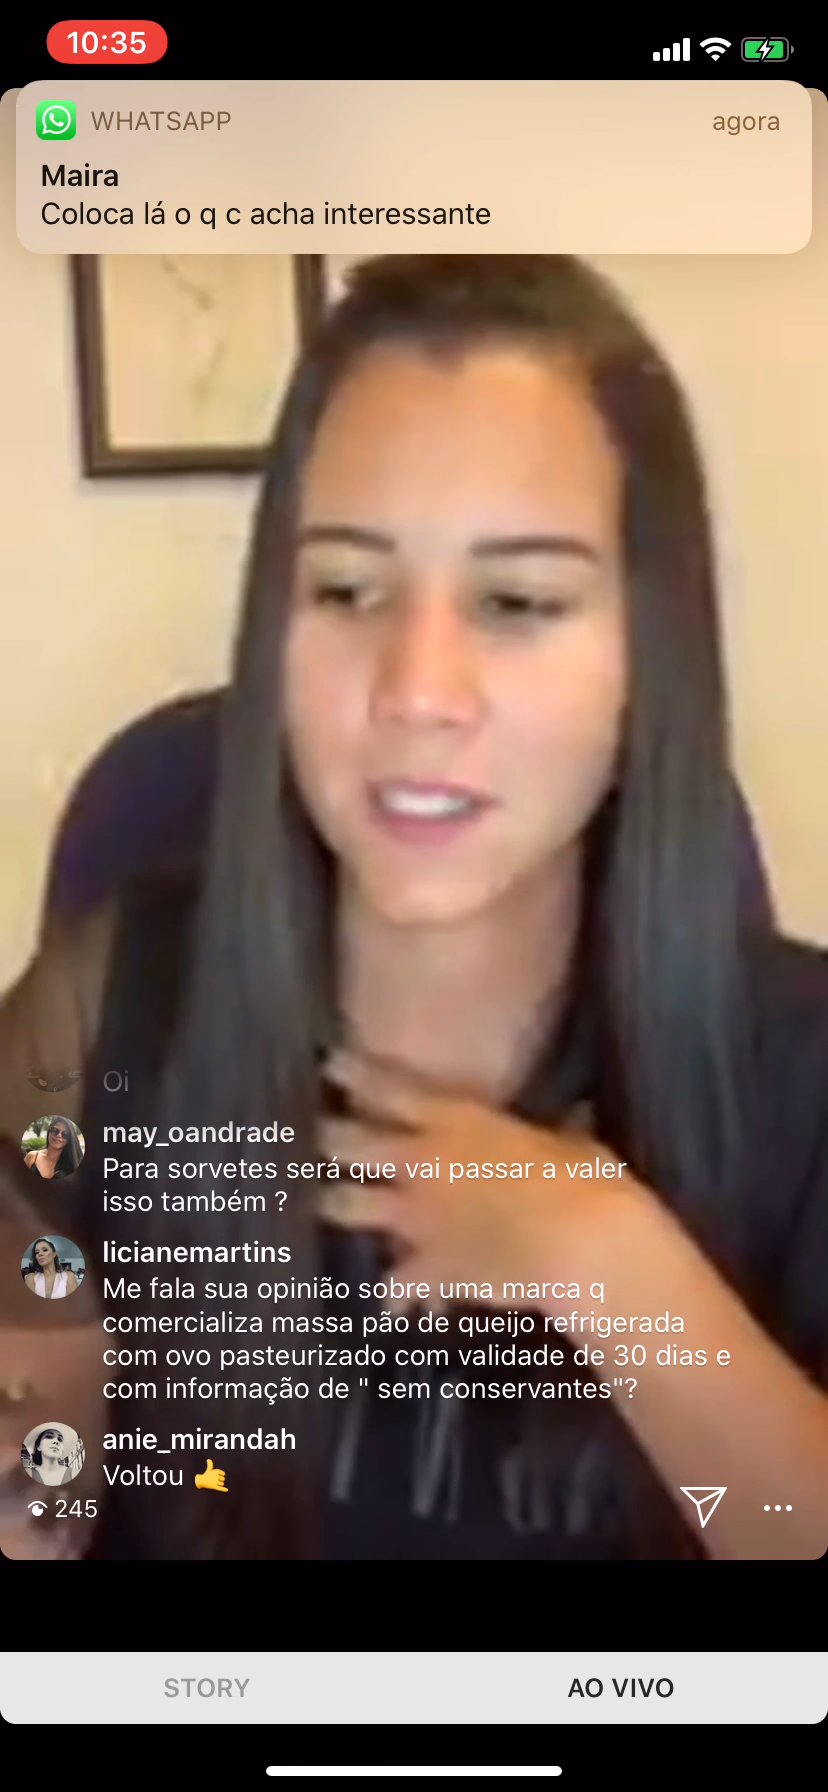 10:35
WHATSAPP
agora
Maira
Coloca lá o q c acha interessante
Oi
may_oandrade
Para sorvetes será que vai passar a valer
isso também ?
licianemartins
Me fala sua opinião sobre uma marca q
comercializa massa pão de queijo refrigerada
com ovo pasteurizado com validade de 30 dias e
com informação de " sem conservantes"?
anie_mirandah
Voltou 🤙
245
STORY
AO VIVO